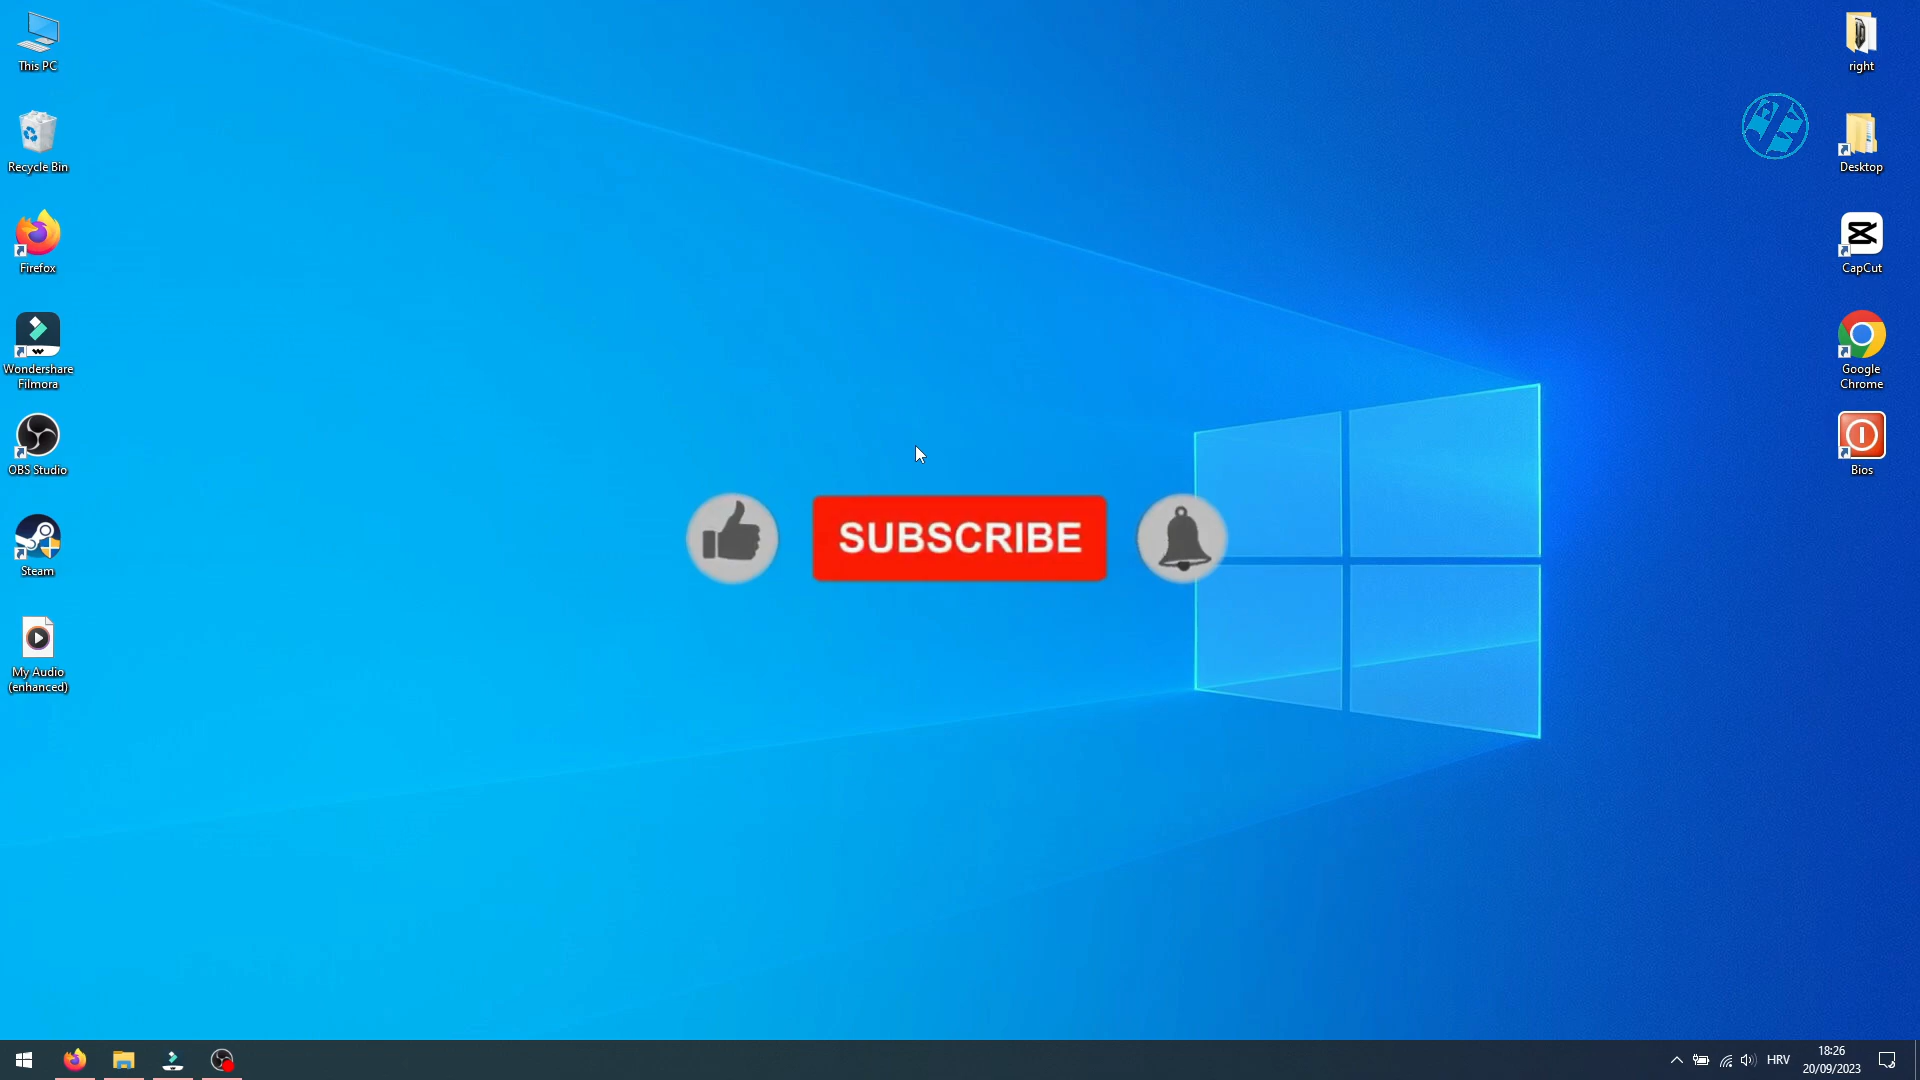 This PC
Recycle Bin
Firefox
Wondershare
Filmora
OBS Studio
Steam
My Audio
(enhanced)
SUBSCRIBE
right
Desktop
CapCut
Google
Chrome
Bios
HRV
18:26
20/09/2023